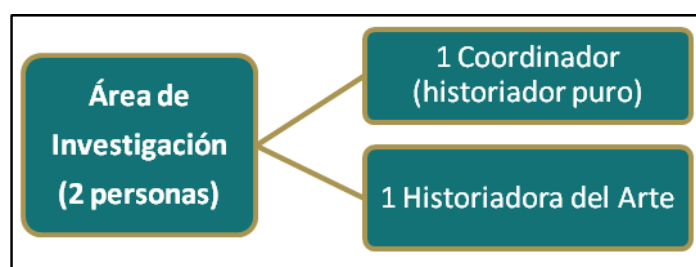 Área de
Investigación
(2 personas)
1 Coordinador
(historiador puro)
1 Historiadora del Arte